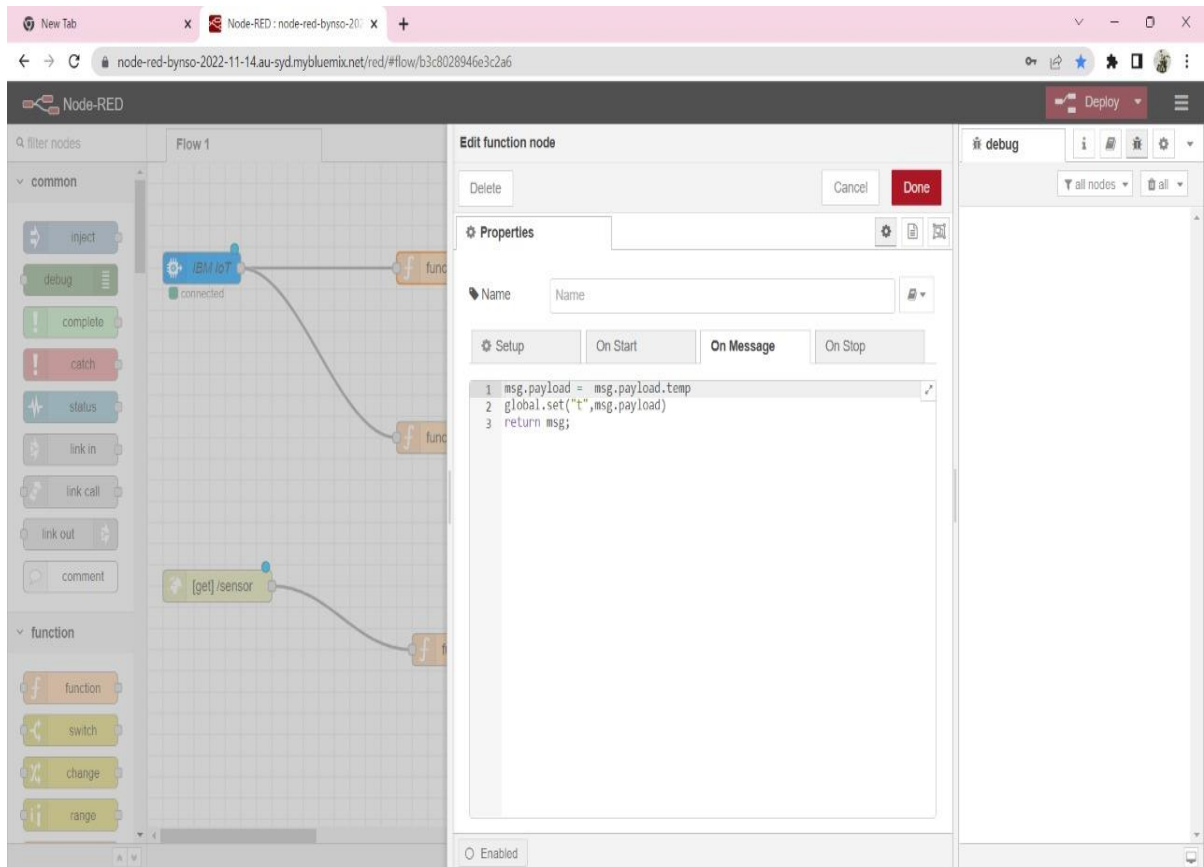 New Tab
Node-RED : node-red-bynso-20
node-red-bynso-2022-11-14.au-syd.mybluemix.net/red/#flow/b3c8028946e3c2a6
Node-RED
Deploy
filter nodes
Flow 1
common
inject
debug
complete
catch
status
link in
link call
link out
comment
function
function
switch
change
range
IBM IoT
connected
func
func
[get] /sensor
f
Edit function node
Delete
Cancel
Done
Properties
Name
Name
Setup
On Start
On Message
On Stop
1 msg.payload =  msg.payload.temp
2 global.set("t",msg.payload)
3 return msg;
Enabled
debug
i
all nodes
all